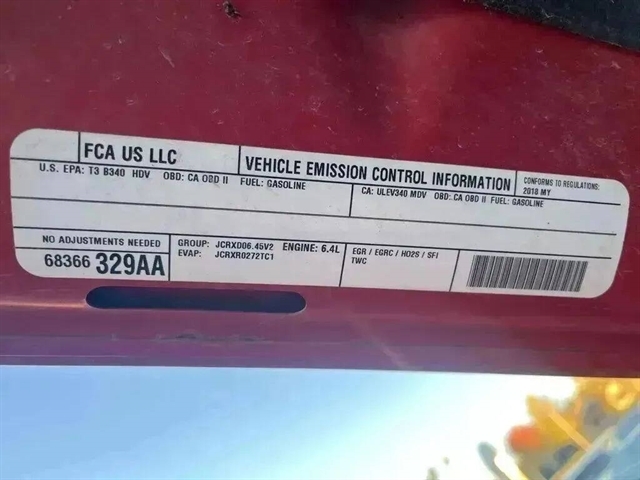 FCA US LLC
VEHICLE EMISSION CONTROL INFORMATION
CONFORMS TO REGULATIONS:
2018 MY
U.S. EPA: T3 B340 HDV OBD: CA OBD II FUEL: GASOLINE
CA: ULEV340 MDV OBD: CA OBD II FUEL: GASOLINE
NO ADJUSTMENTS NEEDED
68366 329AA
GROUP: JCRXD06.45V2 ENGINE: 6.4L
EVAP: JCRXR0272TC1
EGR / EGRC / HO2S / SFI
TWC